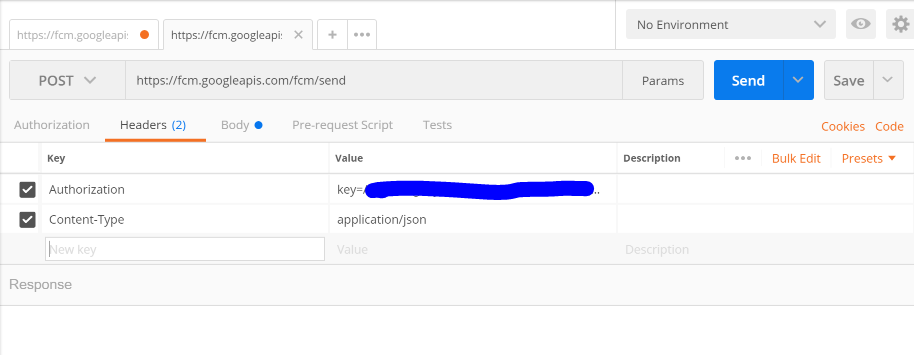 https://fcm.googleapis
https://fcm.googleapis
+
•••
No Environment
POST
https://fcm.googleapis.com/fcm/send
Params
Send
Save
Authorization
Headers (2)
Body
Pre-request Script
Tests
Cookies
Code
Key
Value
Description
•••
Bulk Edit
Presets
Authorization
key=
..
Content-Type
application/json
New key
Value
Description
Response